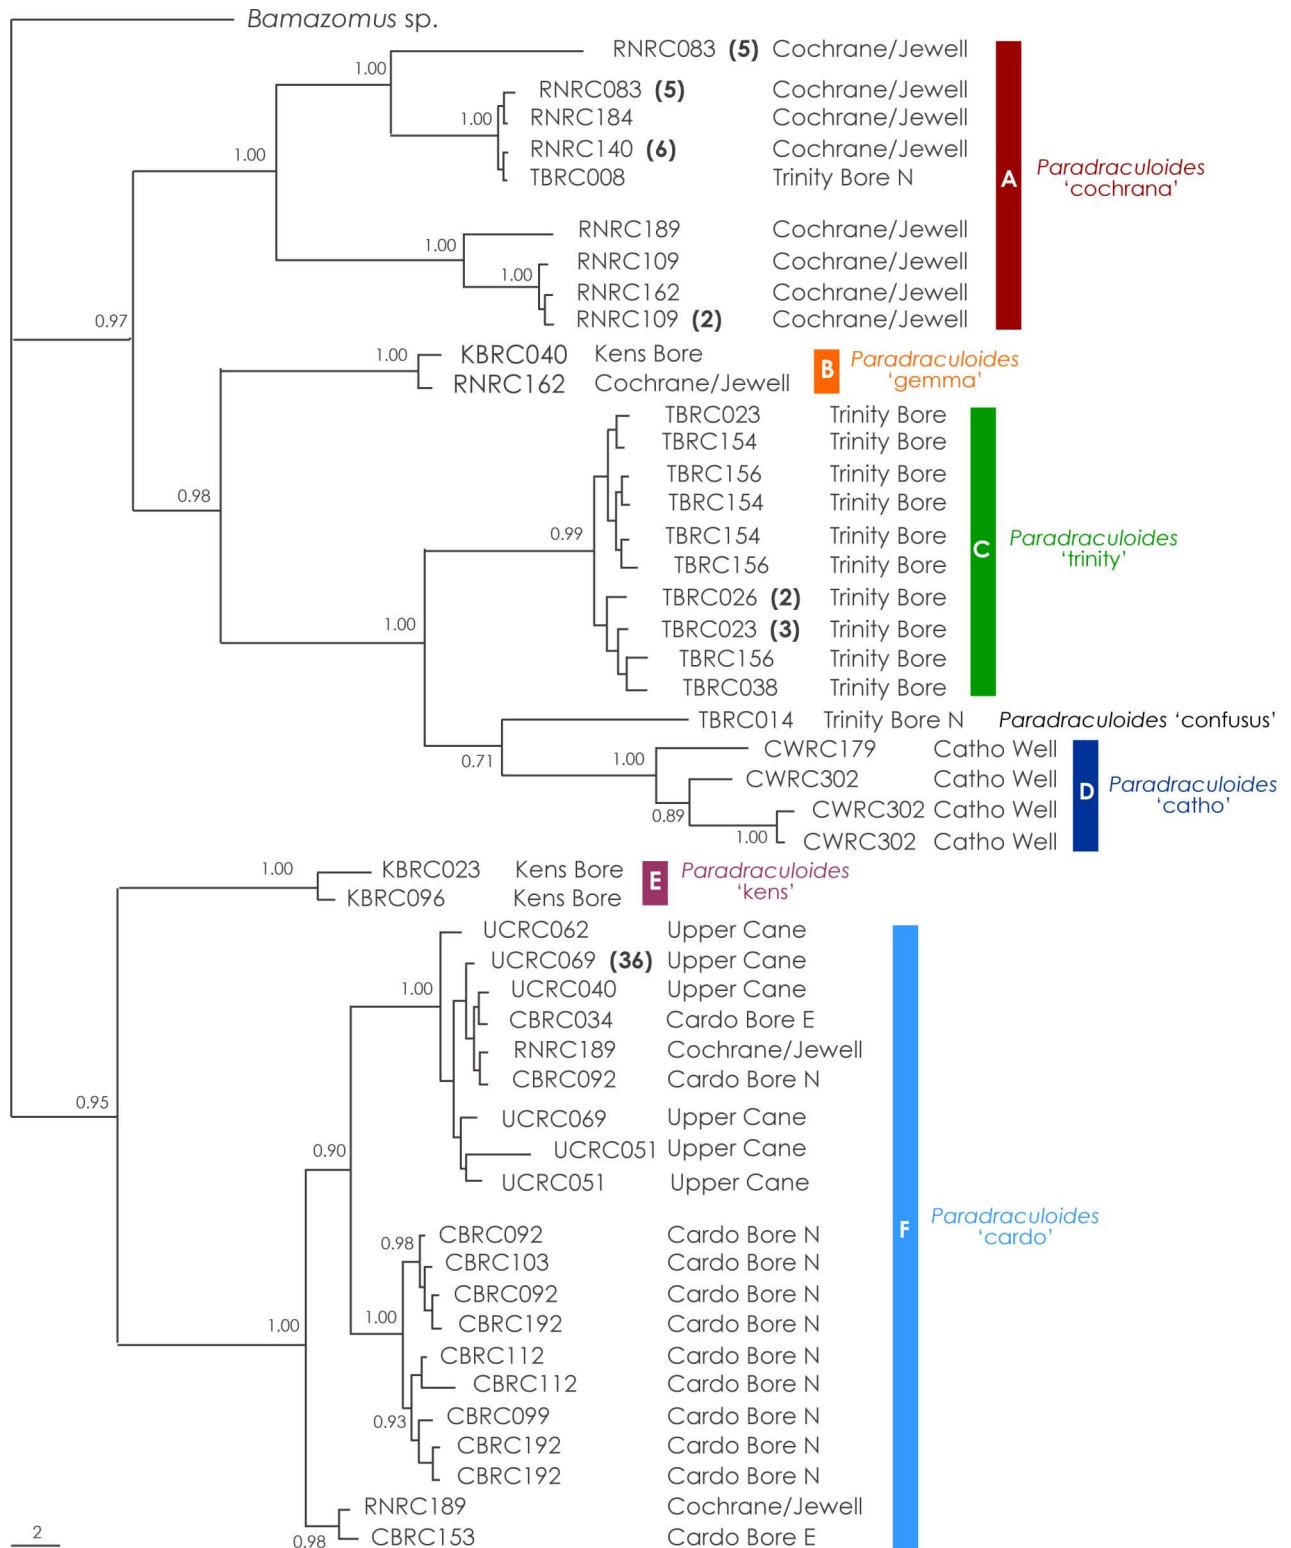 Bamazomus sp.
RNRC083 (5) Cochrane/Jewell
1.00
RNRC083 (5) Cochrane/Jewell
1.00 RNRC184 Cochrane/Jewell
1.00 RNRC140 (6) Cochrane/Jewell
TBRC008 Trinity Bore N
A Paradraculoides
'cochrana'
RNRC189 Cochrane/Jewell
1.00
RNRC109 Cochrane/Jewell
1.00
RNRC162 Cochrane/Jewell
RNRC109 (2) Cochrane/Jewell
0.97
1.00 KBRC040 Kens Bore
RNRC162 Cochrane/Jewell
B Paradraculoides
'gemma'
TBRC023 Trinity Bore
TBRC154 Trinity Bore
TBRC156 Trinity Bore
0.98
TBRC154 Trinity Bore
0.99 TBRC154 Trinity Bore
TBRC156 Trinity Bore
C Paradraculoides
'trinity'
TBRC026 (2) Trinity Bore
1.00 TBRC023 (3) Trinity Bore
TBRC156 Trinity Bore
TBRC038 Trinity Bore
TBRC014 Trinity Bore N Paradraculoides 'confusus'
0.71
1.00 CWRC179 Catho Well
CWRC302 Catho Well
0.89 CWRC302 Catho Well
1.00 CWRC302 Catho Well
D Paradraculoides
'catho'
1.00 KBRC023 Kens Bore
KBRC096 Kens Bore
E Paradraculoides
'kens'
UCRC062 Upper Cane
UCRC069 (36) Upper Cane
1.00 UCRC040 Upper Cane
CBRC034 Cardo Bore E
RNRC189 Cochrane/Jewell
CBRC092 Cardo Bore N
0.95
UCRC069 Upper Cane
0.90 UCRC051 Upper Cane
UCRC051 Upper Cane
F Paradraculoides
'cardo'
0.98 CBRC092 Cardo Bore N
CBRC103 Cardo Bore N
CBRC092 Cardo Bore N
1.00 1.00 CBRC192 Cardo Bore N
CBRC112 Cardo Bore N
CBRC112 Cardo Bore N
0.93 CBRC099 Cardo Bore N
CBRC192 Cardo Bore N
CBRC192 Cardo Bore N
RNRC189 Cochrane/Jewell
0.98 CBRC153 Cardo Bore E
2